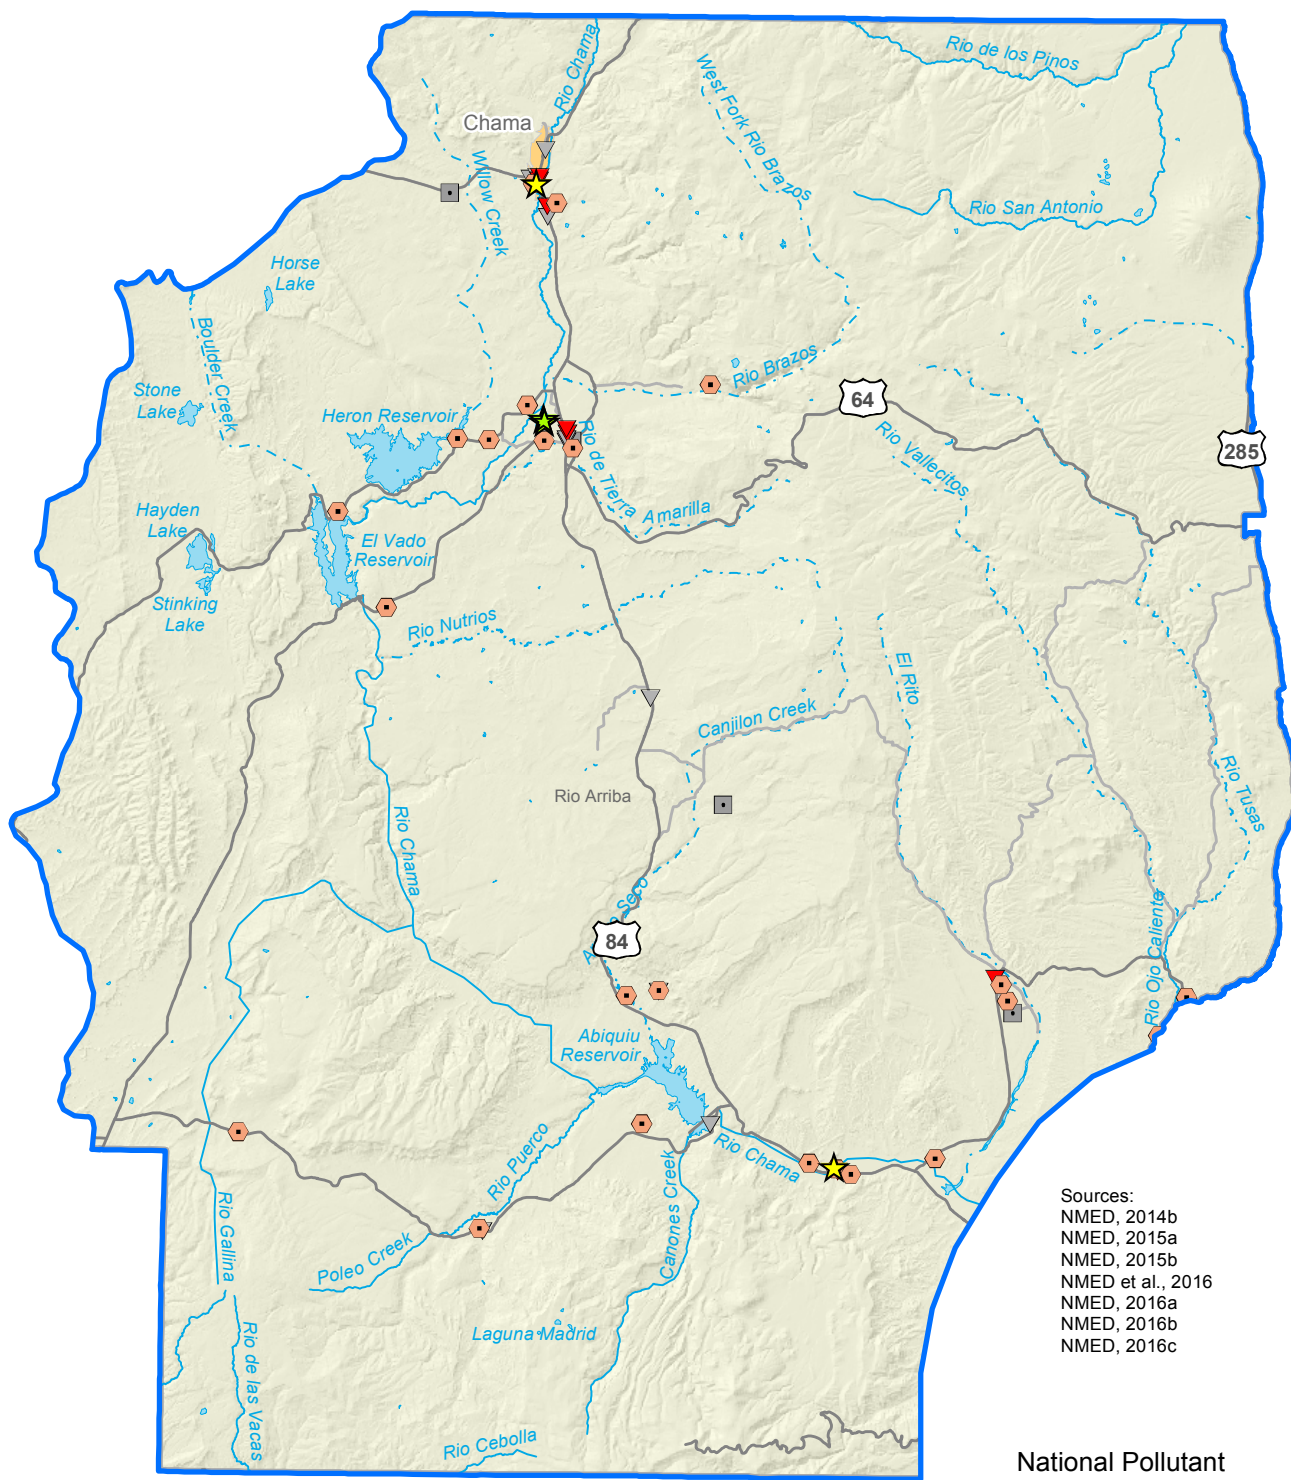 Rio de los Pinos
Rio Chama
West Fork Rio Brazos
Chama
Willow Creek
Rio San Antonio
Horse
Lake
Boulder Creek
Stone
Lake
Heron Reservoir
Rio Brazos
64
285
Rio de Tierra
Amarilla
Rio Vallecitos
Hayden
Lake
El Vado
Reservoir
Stinking
Lake
Rio Nutrios
El Rito
Canjilon Creek
Rio Tusas
Rio Arriba
Rio Chama
Seco
84
Rio Ojo Caliente
Abiquiu
Reservoir
Rio Puerco
Rio Chama
Canones Creek
Rio Gallina
Poleo Creek
Laguna Madrid
Rio de las Vacas
Rio Cebolla
Sources:
NMED, 2014b
NMED, 2015a
NMED, 2015b
NMED et al., 2016
NMED, 2016a
NMED, 2016b
NMED, 2016c
National Pollutant